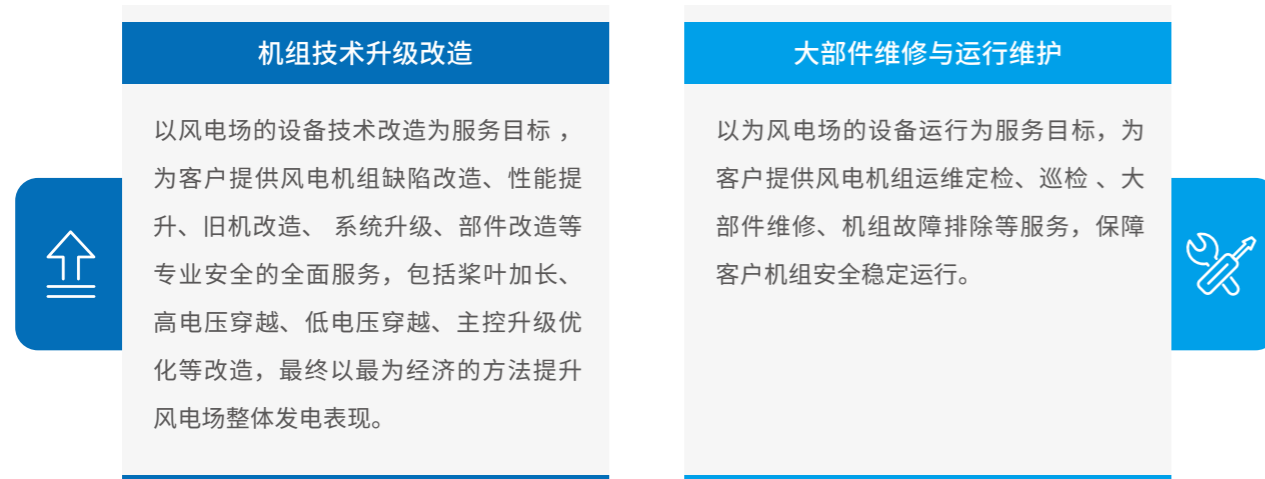 机组技术升级改造
以风电场的设备技术改造为服务目标 ，
为客户提供风电机组缺陷改造、性能提
升、旧机改造、 系统升级、部件改造等
专业安全的全面服务，包括桨叶加长、
高电压穿越、低电压穿越、主控升级优
化等改造，最终以最为经济的方法提升
风电场整体发电表现。
大部件维修与运行维护
以为风电场的设备运行为服务目标，为
客户提供风电机组运维定检、巡检 、大
部件维修、机组故障排除等服务，保障
客户机组安全稳定运行。